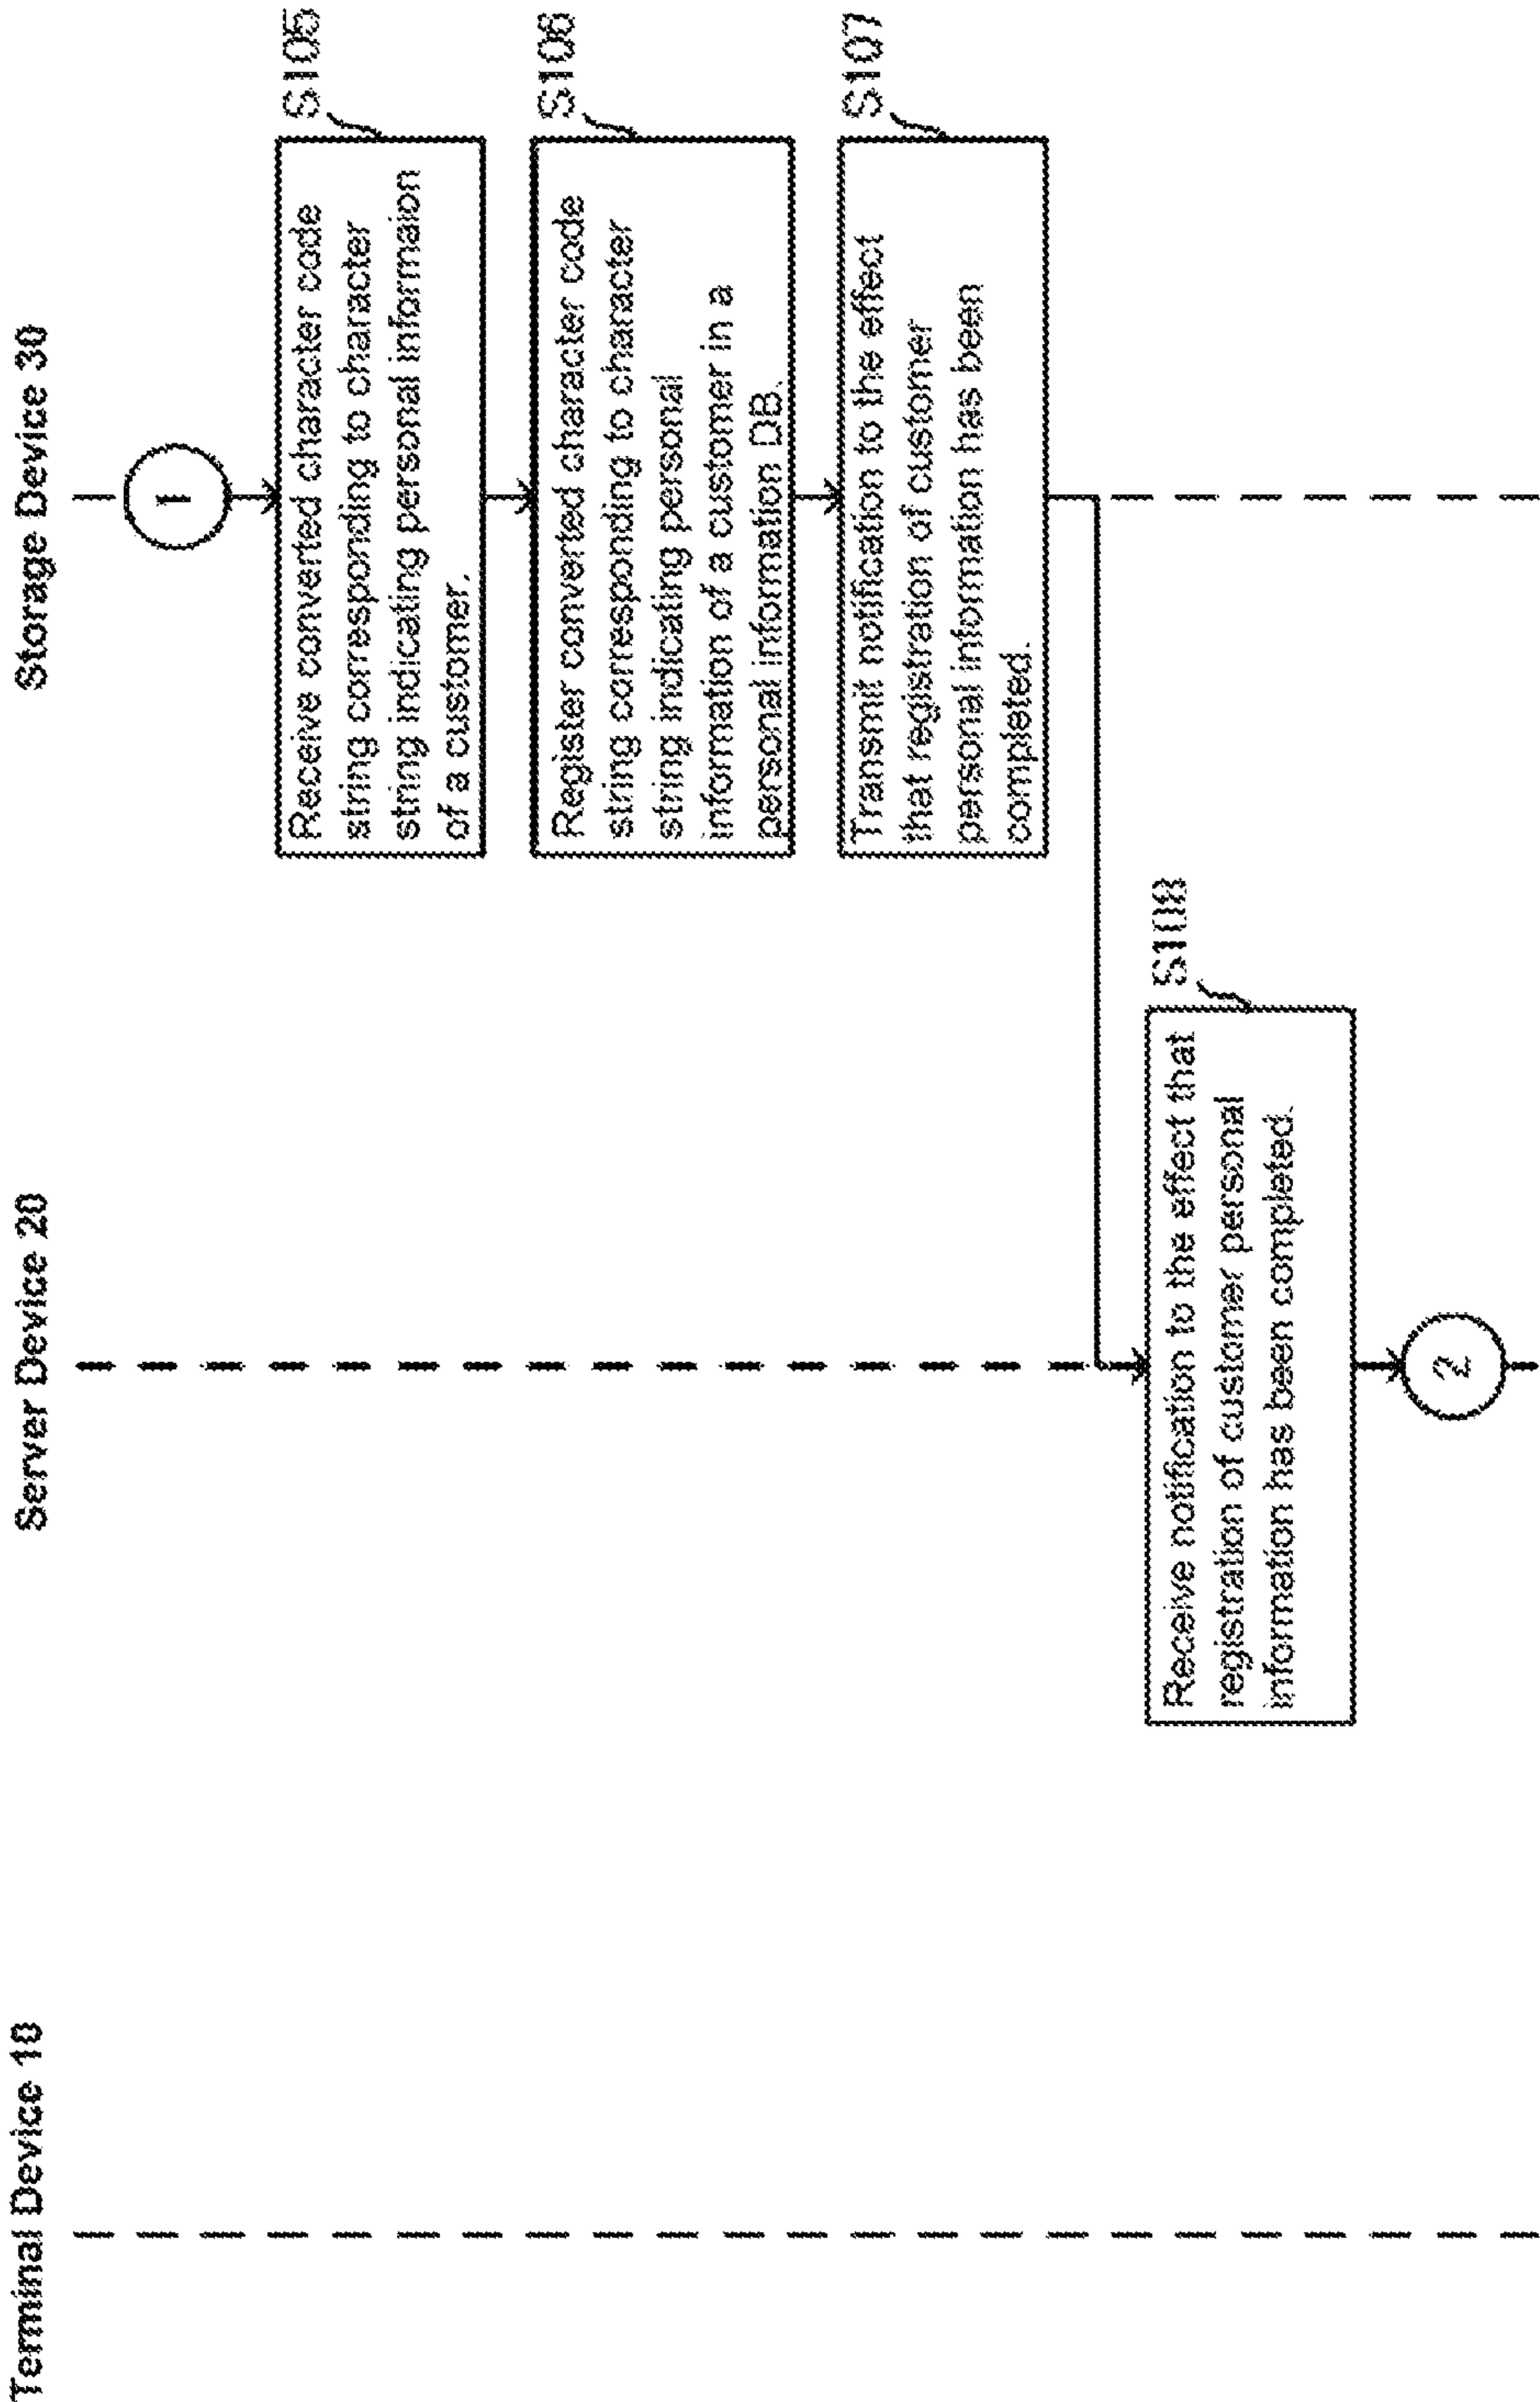 Terminal Device 10
Server Device 20
Storage Device 30
1
S105
Receive converted character code
string corresponding to character
string indicating personal informaion
of a customer.
S106
Register converted character code
string corresponding to character
string indicating personal
information of a customer in a
personal information DB.
S107
Transmit notification to the effect
that registration of customer
personal information has been
completed.
S108
Receive notification to the effect that
registration of customer personal
information has been completed.
2